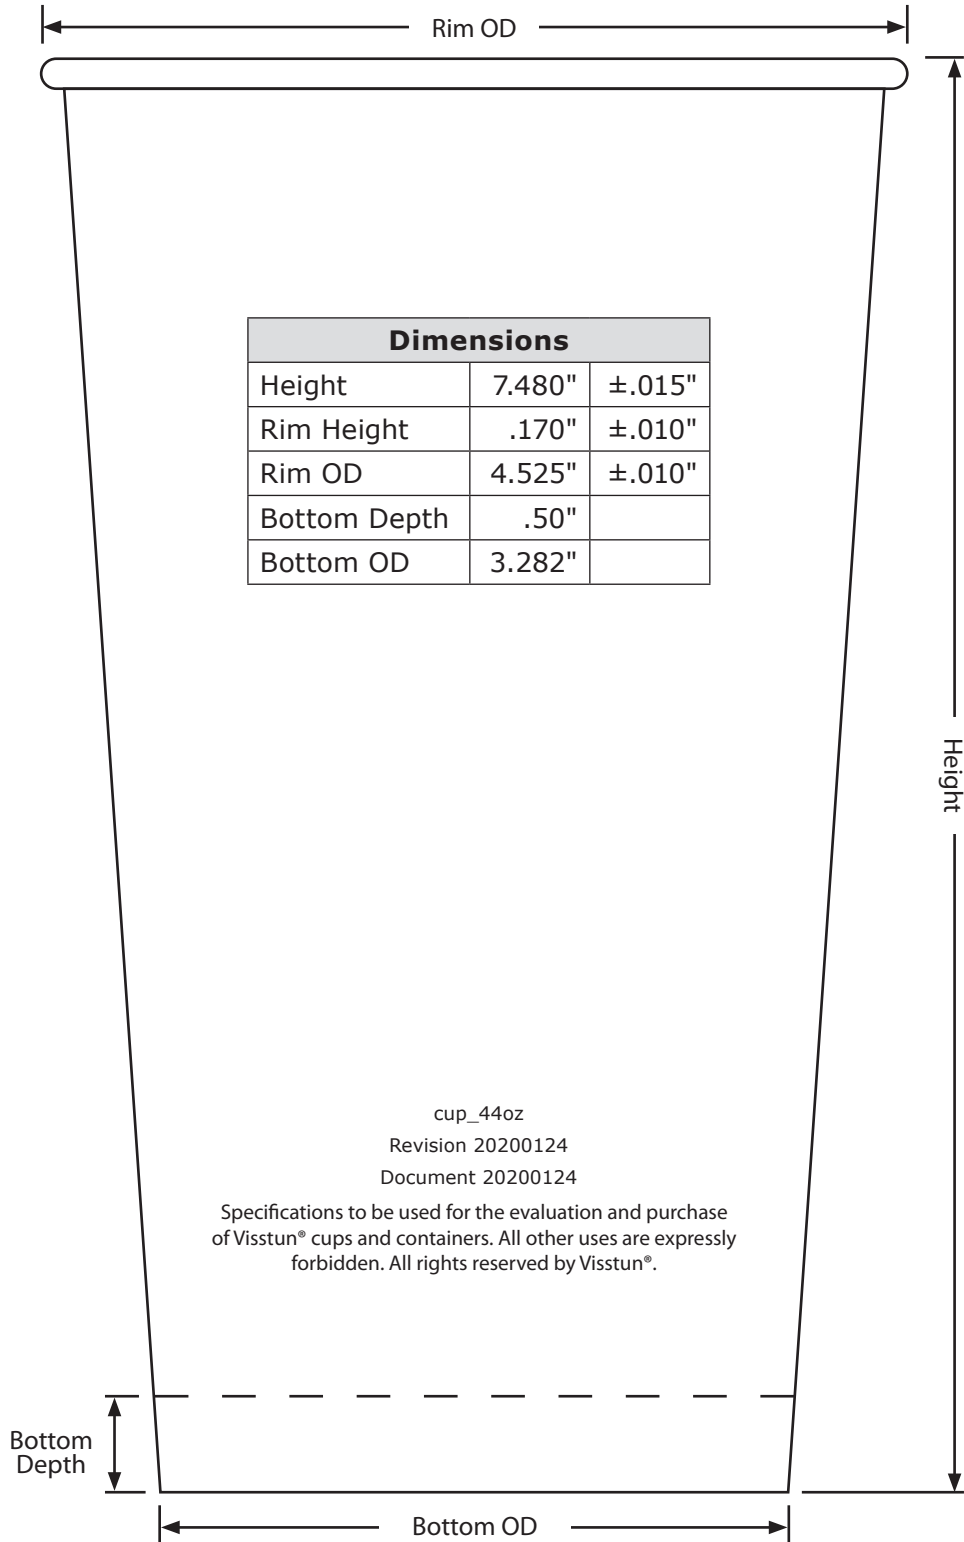 Rim OD
Dimensions
Height 7.480" ±.015"
Rim Height .170" ±.010"
Rim OD 4.525" ±.010"
Bottom Depth .50"
Bottom OD 3.282"
Height
cup_44oz
Revision 20200124
Document 20200124
Specifications to be used for the evaluation and purchase
of Visstun® cups and containers. All other uses are expressly
forbidden. All rights reserved by Visstun®.
Bottom
Depth
Bottom OD